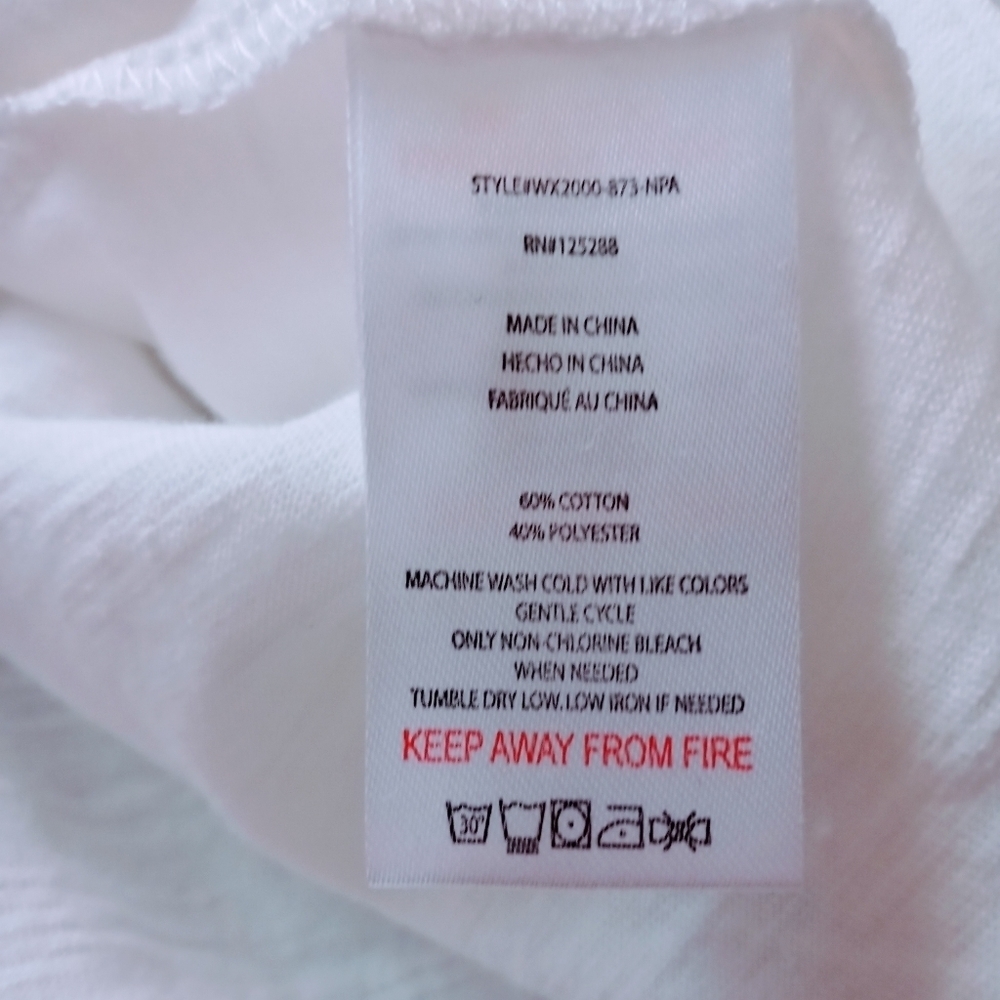 STYLE#WX2000-873-NPA
RN#125288
MADE IN CHINA
HECHO IN CHINA
FABRIQUÉ AU CHINA
60% COTTON
40% POLYESTER
MACHINE WASH COLD WITH LIKE COLORS
GENTLE CYCLE
ONLY NON-CHLORINE BLEACH
WHEN NEEDED
TUMBLE DRY LOW. LOW IRON IF NEEDED
KEEP AWAY FROM FIRE
30°